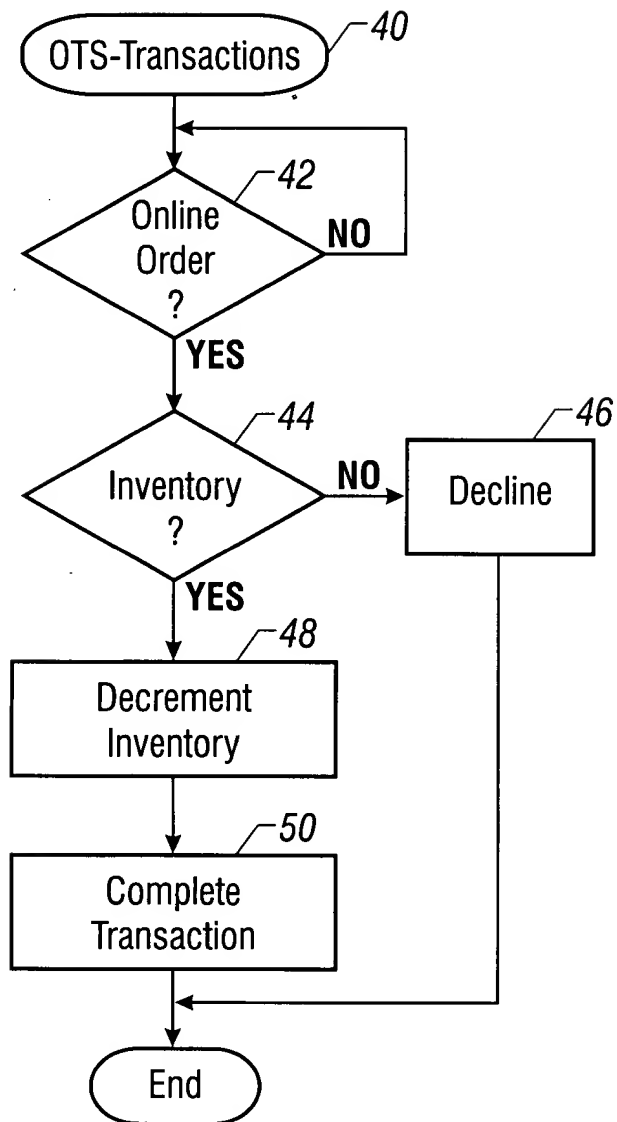 OTS-Transactions
40
42
Online
Order
?
NO
YES
44
46
Inventory
?
NO
Decline
YES
48
Decrement
Inventory
50
Complete
Transaction
End